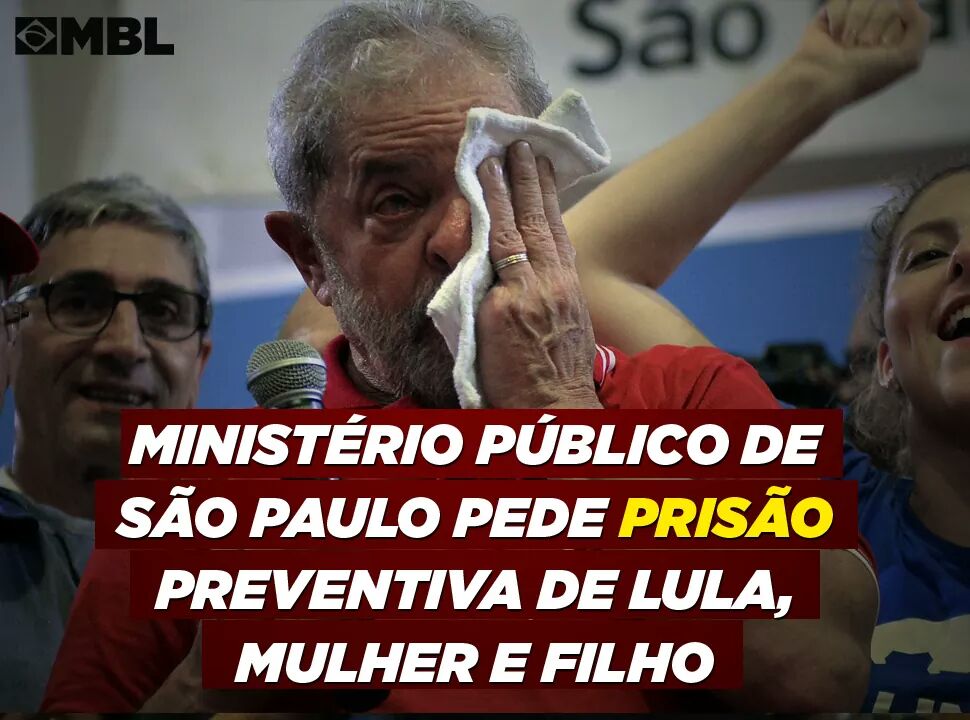 MBL
São
MINISTÉRIO PÚBLICO DE
SÃO PAULO PEDE PRISÃO
PREVENTIVA DE LULA,
MULHER E FILHO